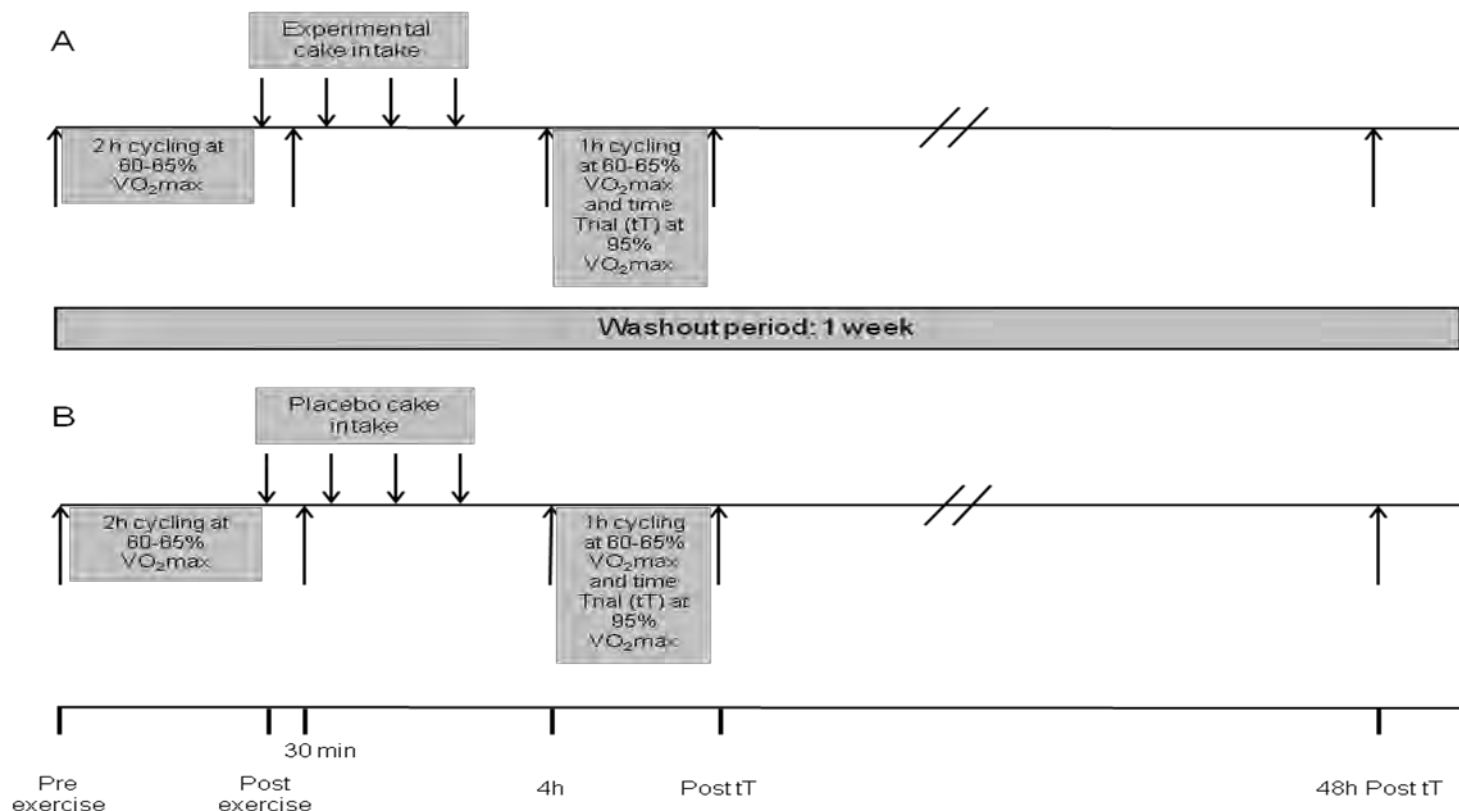 A
Experimental
cake intake
2h cycling at
60-65%
VO₂max
1h cycling
at 60-65%
VO₂max
and time
Trial (tT) at
95%
VO₂max
Washout period: 1 week
B
Placebo cake
intake
2h cycling at
60-65%
VO₂max
1h cycling
at 60-65%
VO₂max
and time
Trial (tT) at
95%
VO₂max
30 min
Pre
exercise
Post
exercise
4h
Post tT
48h Post tT